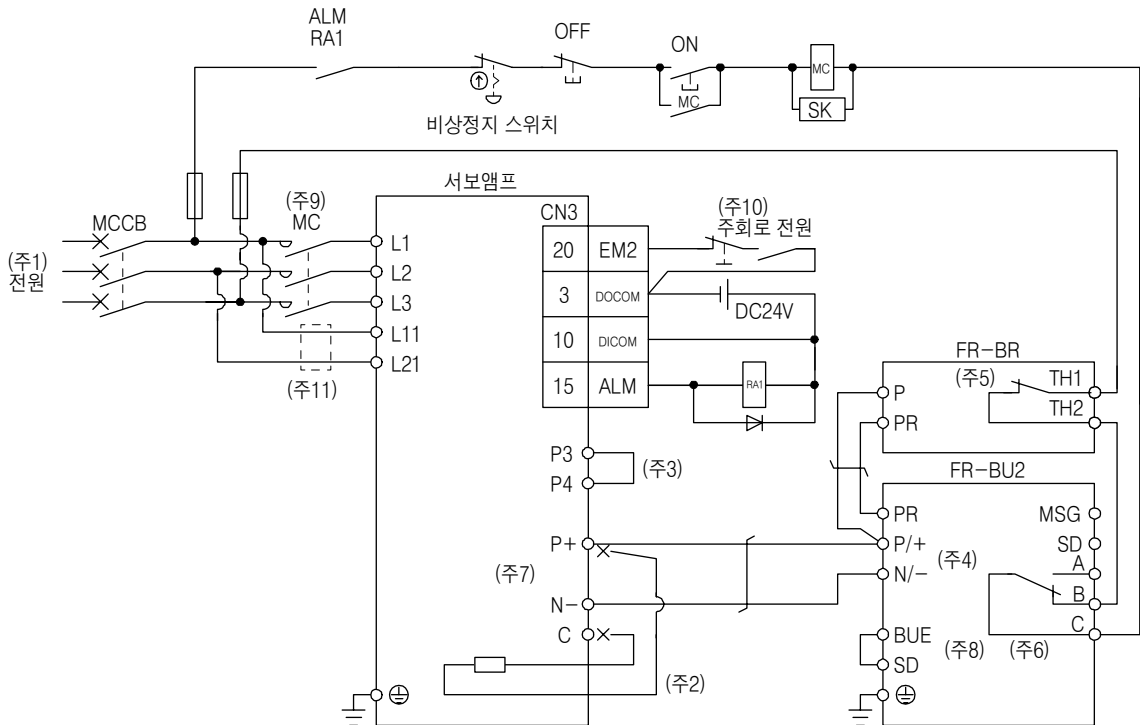 ALM
RA1
OFF
ON
MC
MC
SK
비상정지 스위치
서보앰프
MCCB
(주9)
MC
(주1)
전원
L1
L2
L3
L11
L21
(주11)
CN3
20 EM2
3 DOCOM
10 DICOM
15 ALM
(주10)
주회로 전원
DC24V
RA1
P3
P4
(주3)
P+
(주7)
N-
C
(주2)
FR-BR
(주5)
P
PR
TH1
TH2
FR-BU2
PR
P/+
N/-
(주4)
BUE
SD
(주8)
(주6)
MSG
SD
A
B
C